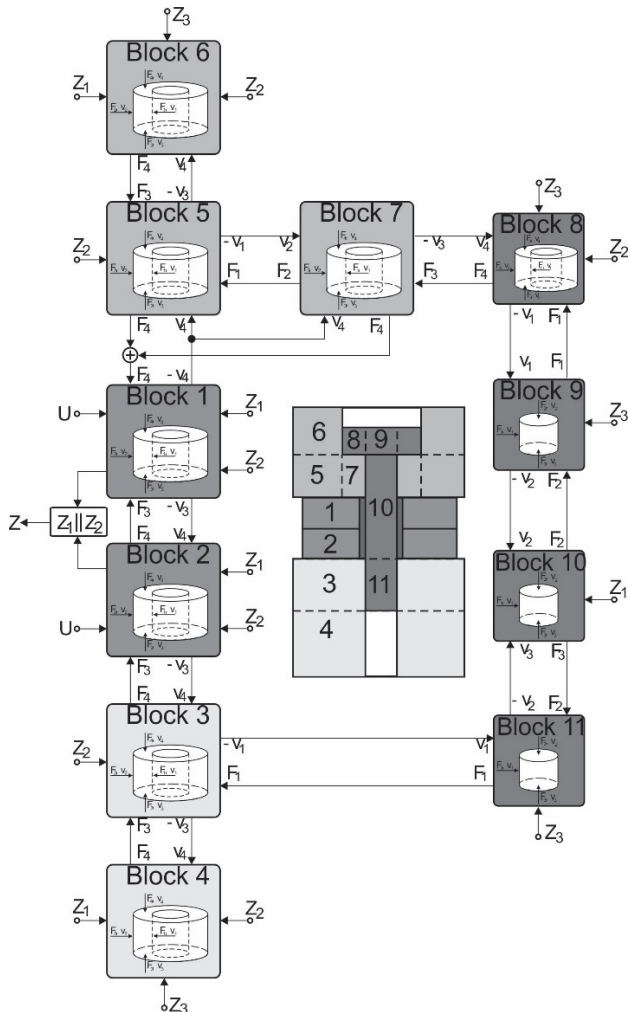 Z₃
Block 6
Z₁
Z₂
F₄ v₄
F₃ - v₃
Block 5
Z₂
- v₁ v₂
F₁ F₂
Block 7
- v₃ v₄
F₃ F₄
Z₃
Block 8
Z₂
F₄ v₄
v₄ F₄
F₄ - v₄
- v₁ F₁
v₁ F₁
Block 1
U
Z₁
Z₂
Block 9
Z₃
F₃ - v₃
F₄ v₄
Z
Z₁||Z₂
- v₂ F₂
v₂ F₂
Block 2
Z₁
U
Z₂
6 8 9
5 7
10
1
2
3 11
4
Block 10
Z₁
F₃ - v₃
F₄ v₄
v₃ F₃
- v₂ F₂
Block 3
Z₂
- v₁ v₁
F₁ F₁
Block 11
Z₃
F₃ - v₃
F₄ v₄
Block 4
Z₁
Z₂
Z₃